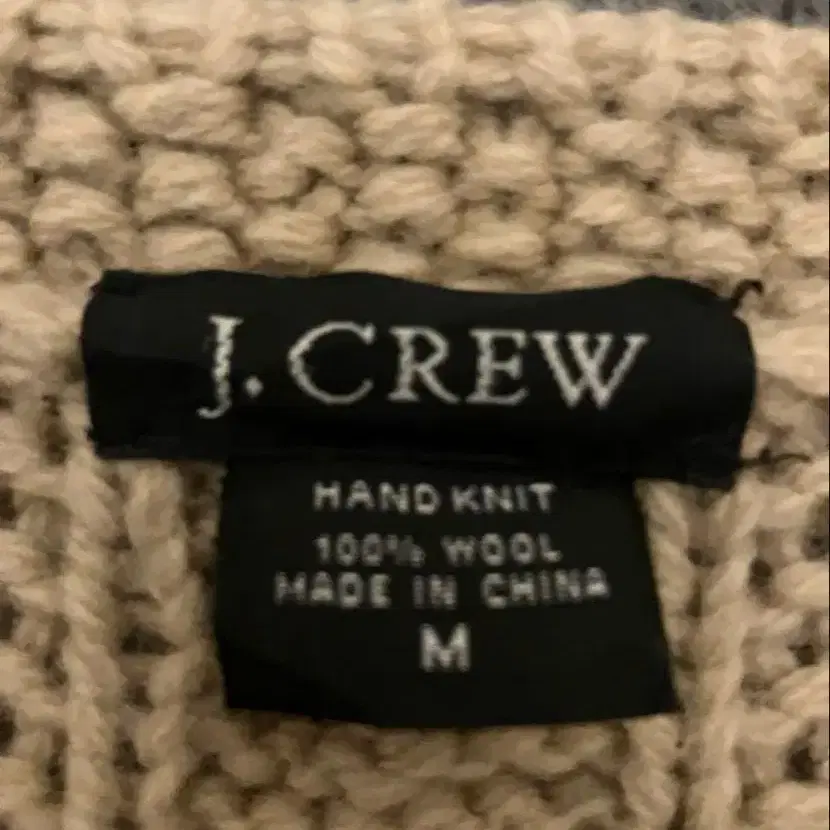 J. CREW
HAND KNIT
100% WOOL
MADE IN CHINA
M